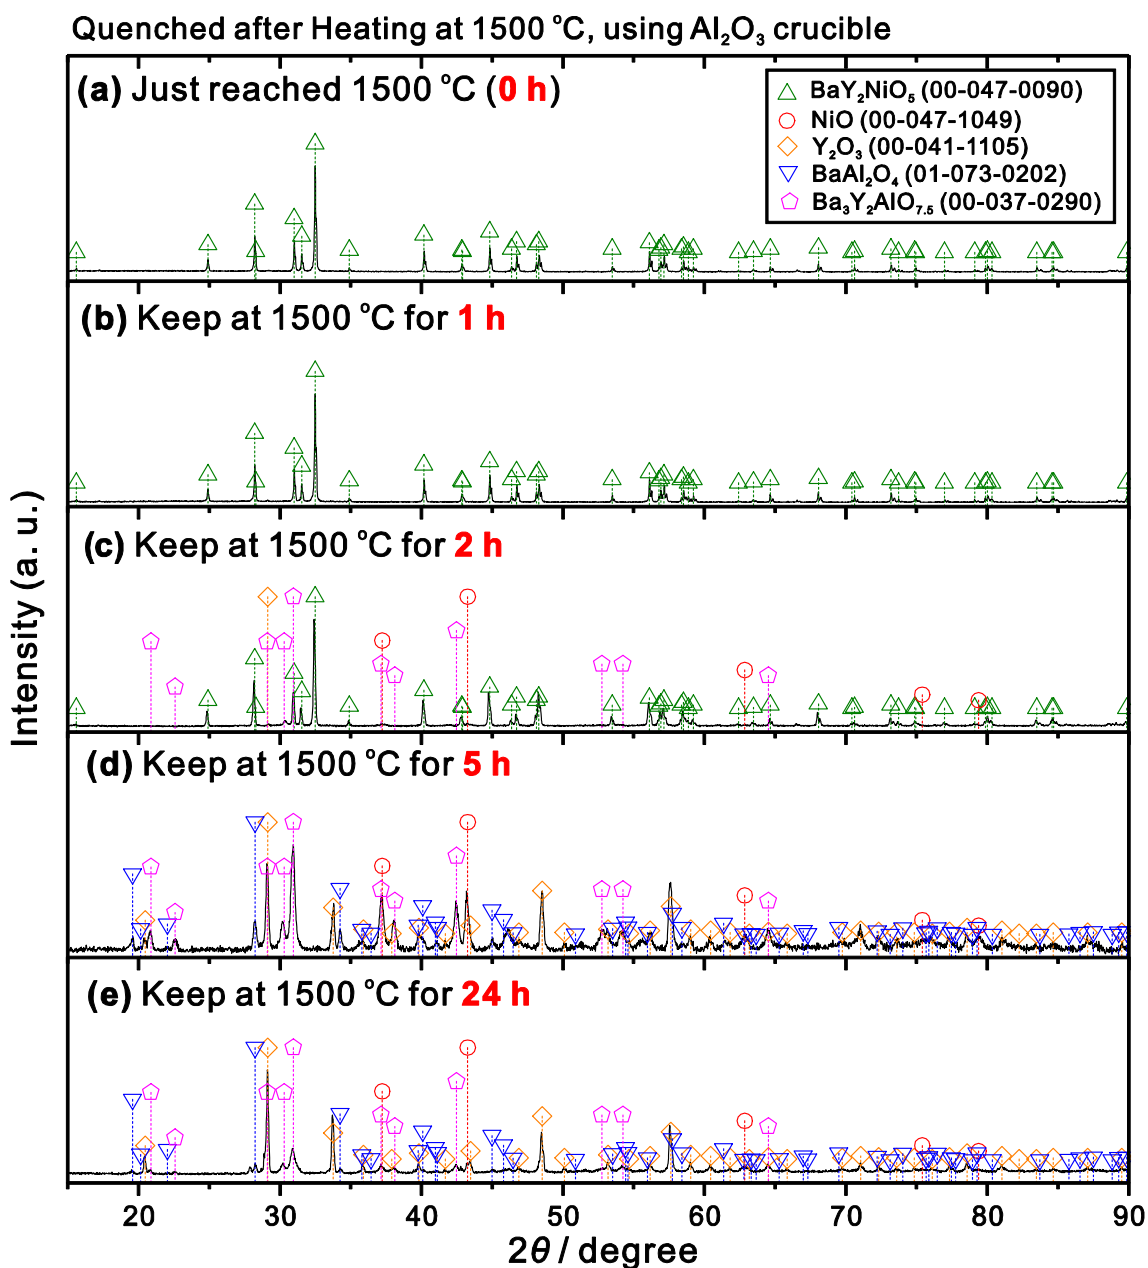 Quenched after Heating at 1500 °C, using Al₂O₃ crucible
(a) Just reached 1500 °C (0 h)
BaY₂NiO₅ (00-047-0090)
NiO (00-047-1049)
Y₂O₃ (00-041-1105)
BaAl₂O₄ (01-073-0202)
Ba₃Y₂AlO₇.₅ (00-037-0290)
(b) Keep at 1500 °C for 1 h
(c) Keep at 1500 °C for 2 h
(d) Keep at 1500 °C for 5 h
(e) Keep at 1500 °C for 24 h
Intensity (a. u.)
20 30 40 50 60 70 80 90
2θ / degree